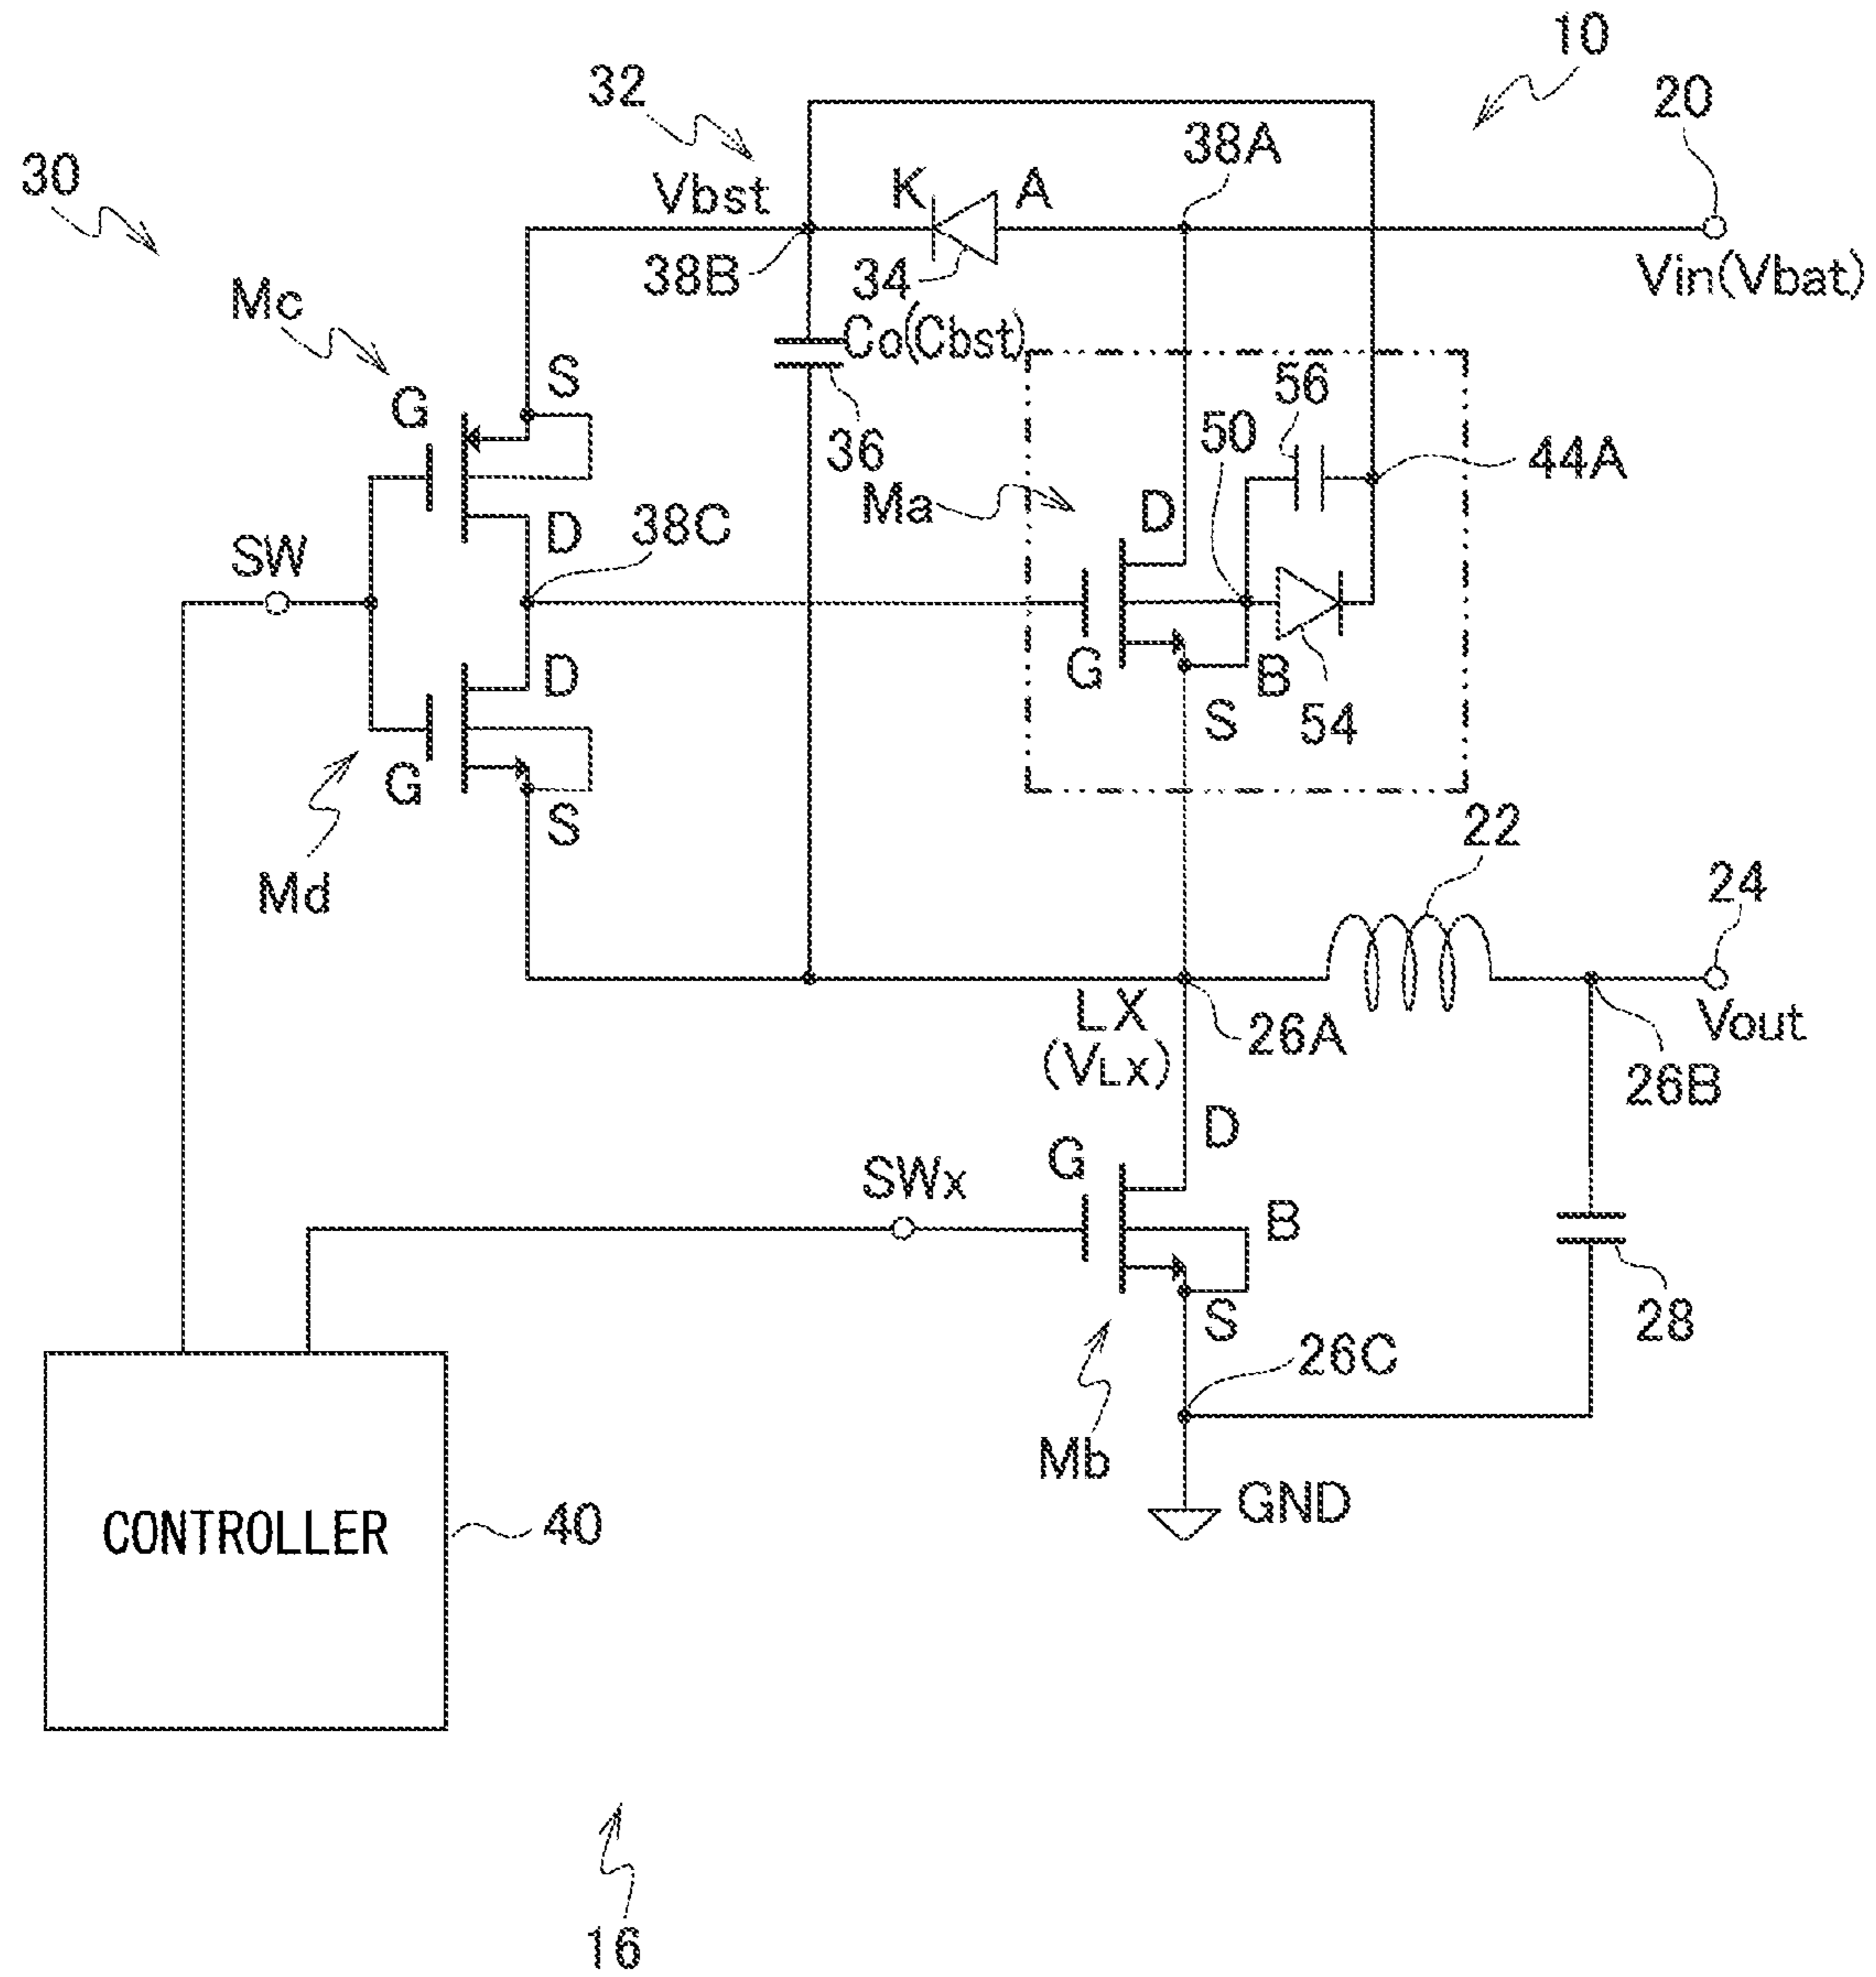 10
32
20
38A
30
Vbst
K
A
38B
34
Vin(Vbat)
Mc
Co(Cbst)
S
56
G
36
50
44A
Ma
D
SW
D
38C
G
B
D
S
54
G
S
22
Md
24
LX
(VLx)
26A
Vout
26B
D
G
SWx
B
S
28
26C
Mb
GND
CONTROLLER
40
16